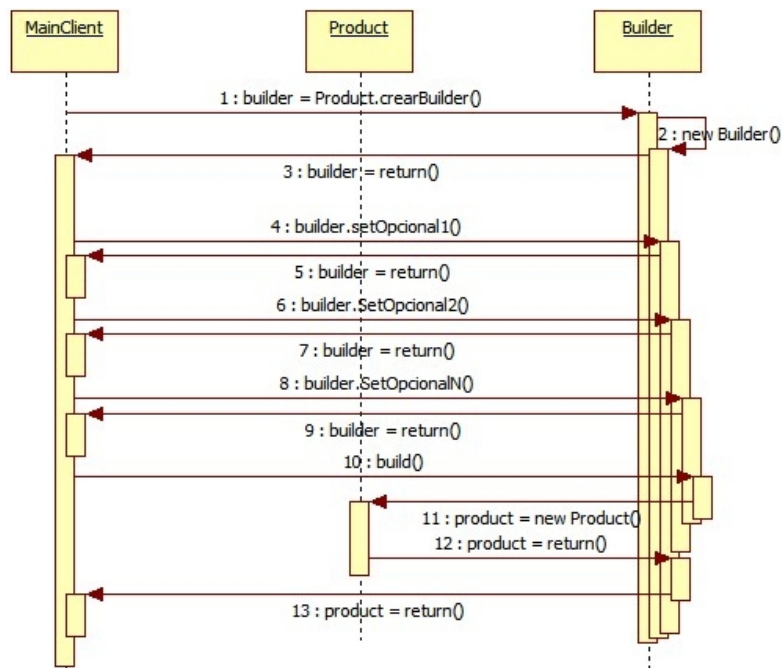 MainClient
Product
Builder
1 : builder = Product.crearBuilder()
2 : new Builder()
3 : builder = return()
4 : builder.setOpcional1()
5 : builder = return()
6 : builder.SetOpcional2()
7 : builder = return()
8 : builder.SetOpcionalN()
9 : builder = return()
10 : build()
11 : product = new Product()
12 : product = return()
13 : product = return()